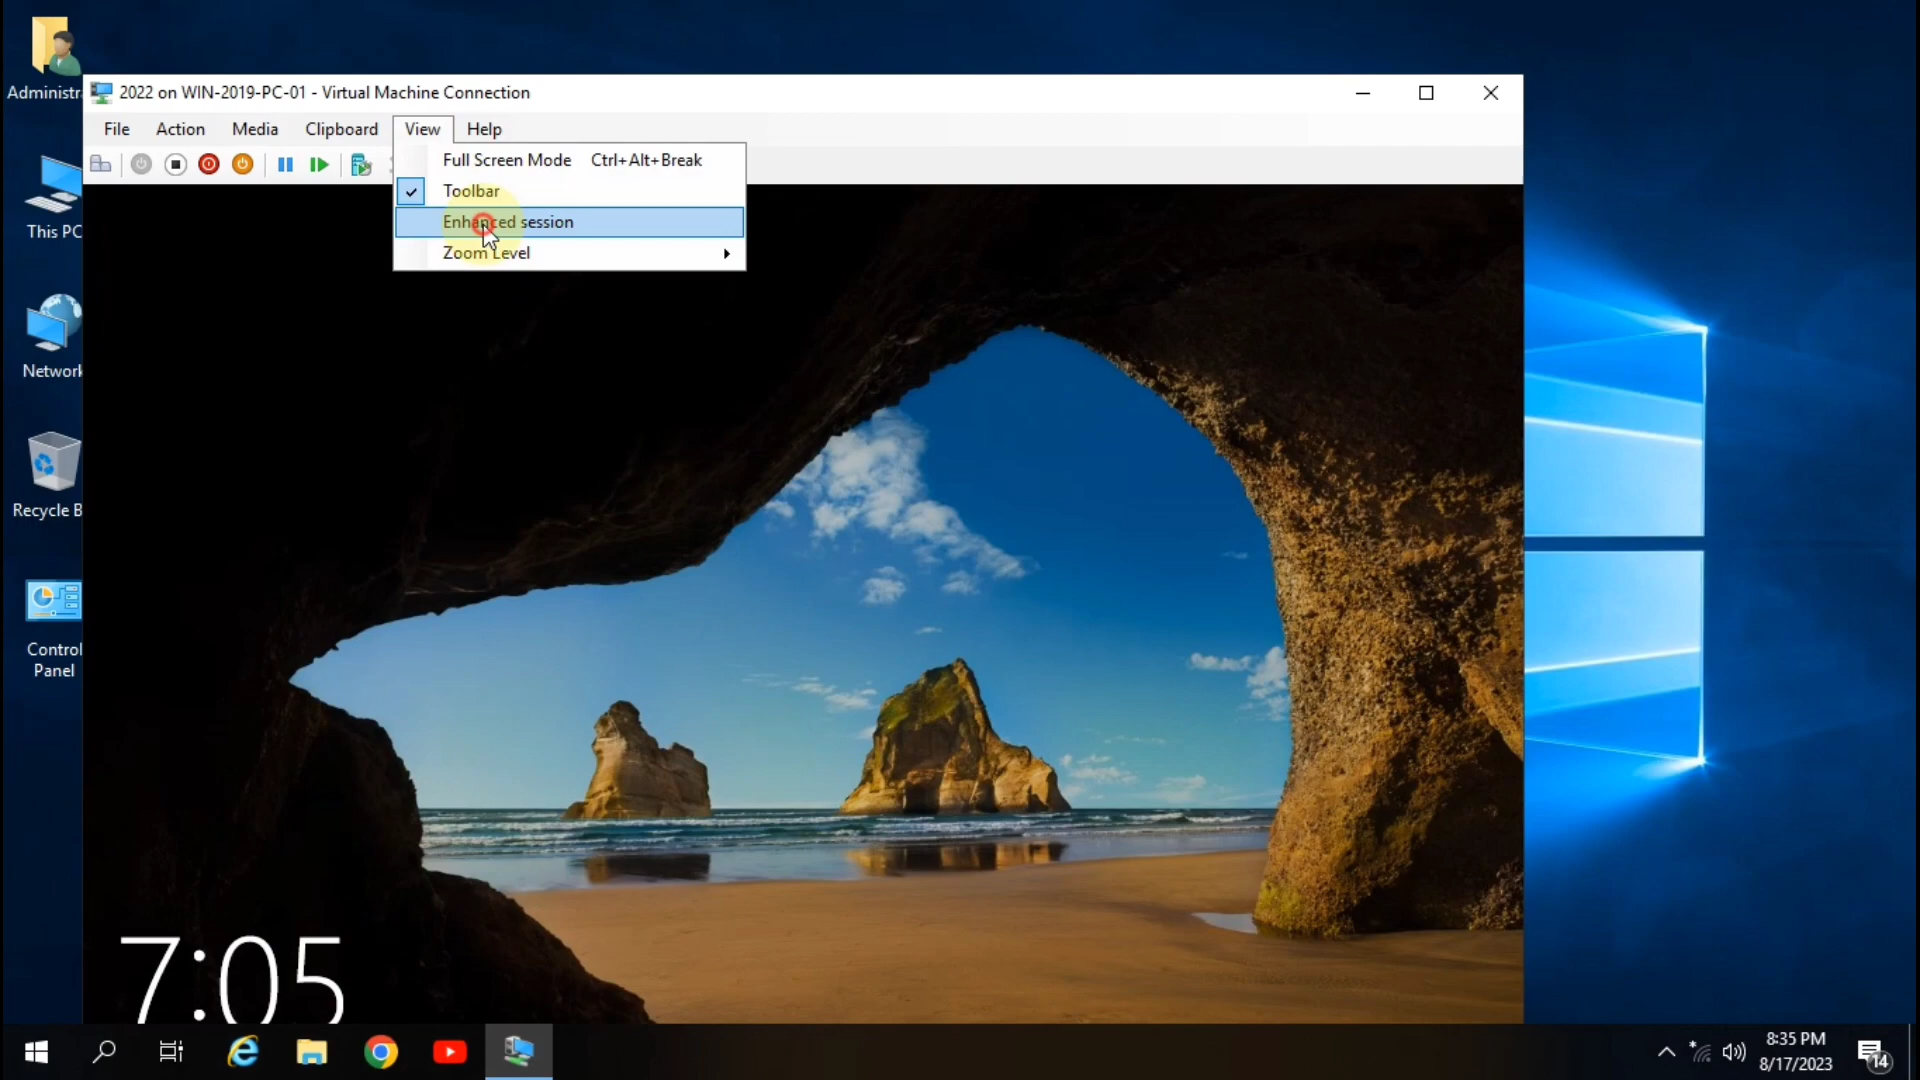 Administra
2022 on WIN-2019-PC-01 - Virtual Machine Connection
File Action Media Clipboard View Help
Full Screen Mode Ctrl+Alt+Break
Toolbar
Enhanced session
Zoom Level
This PC
Network
Recycle B
Control
Panel
7:05
8:35 PM
8/17/2023
14